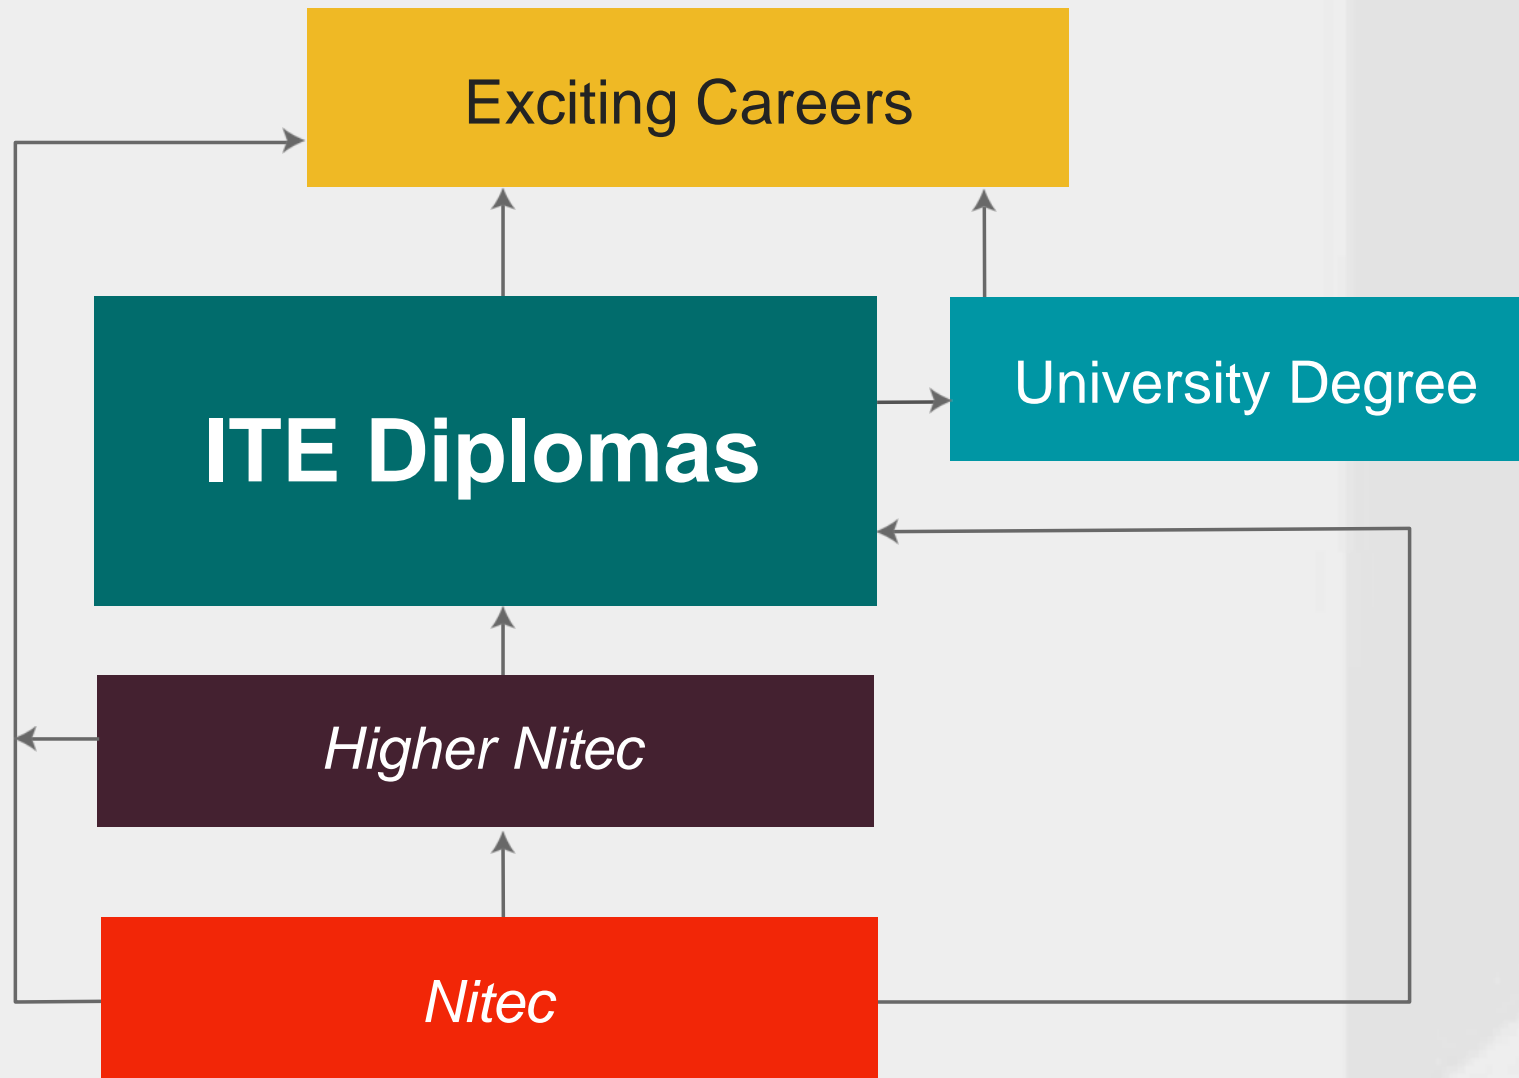 Exciting Careers
ITE Diplomas
University Degree
Higher Nitec
Nitec